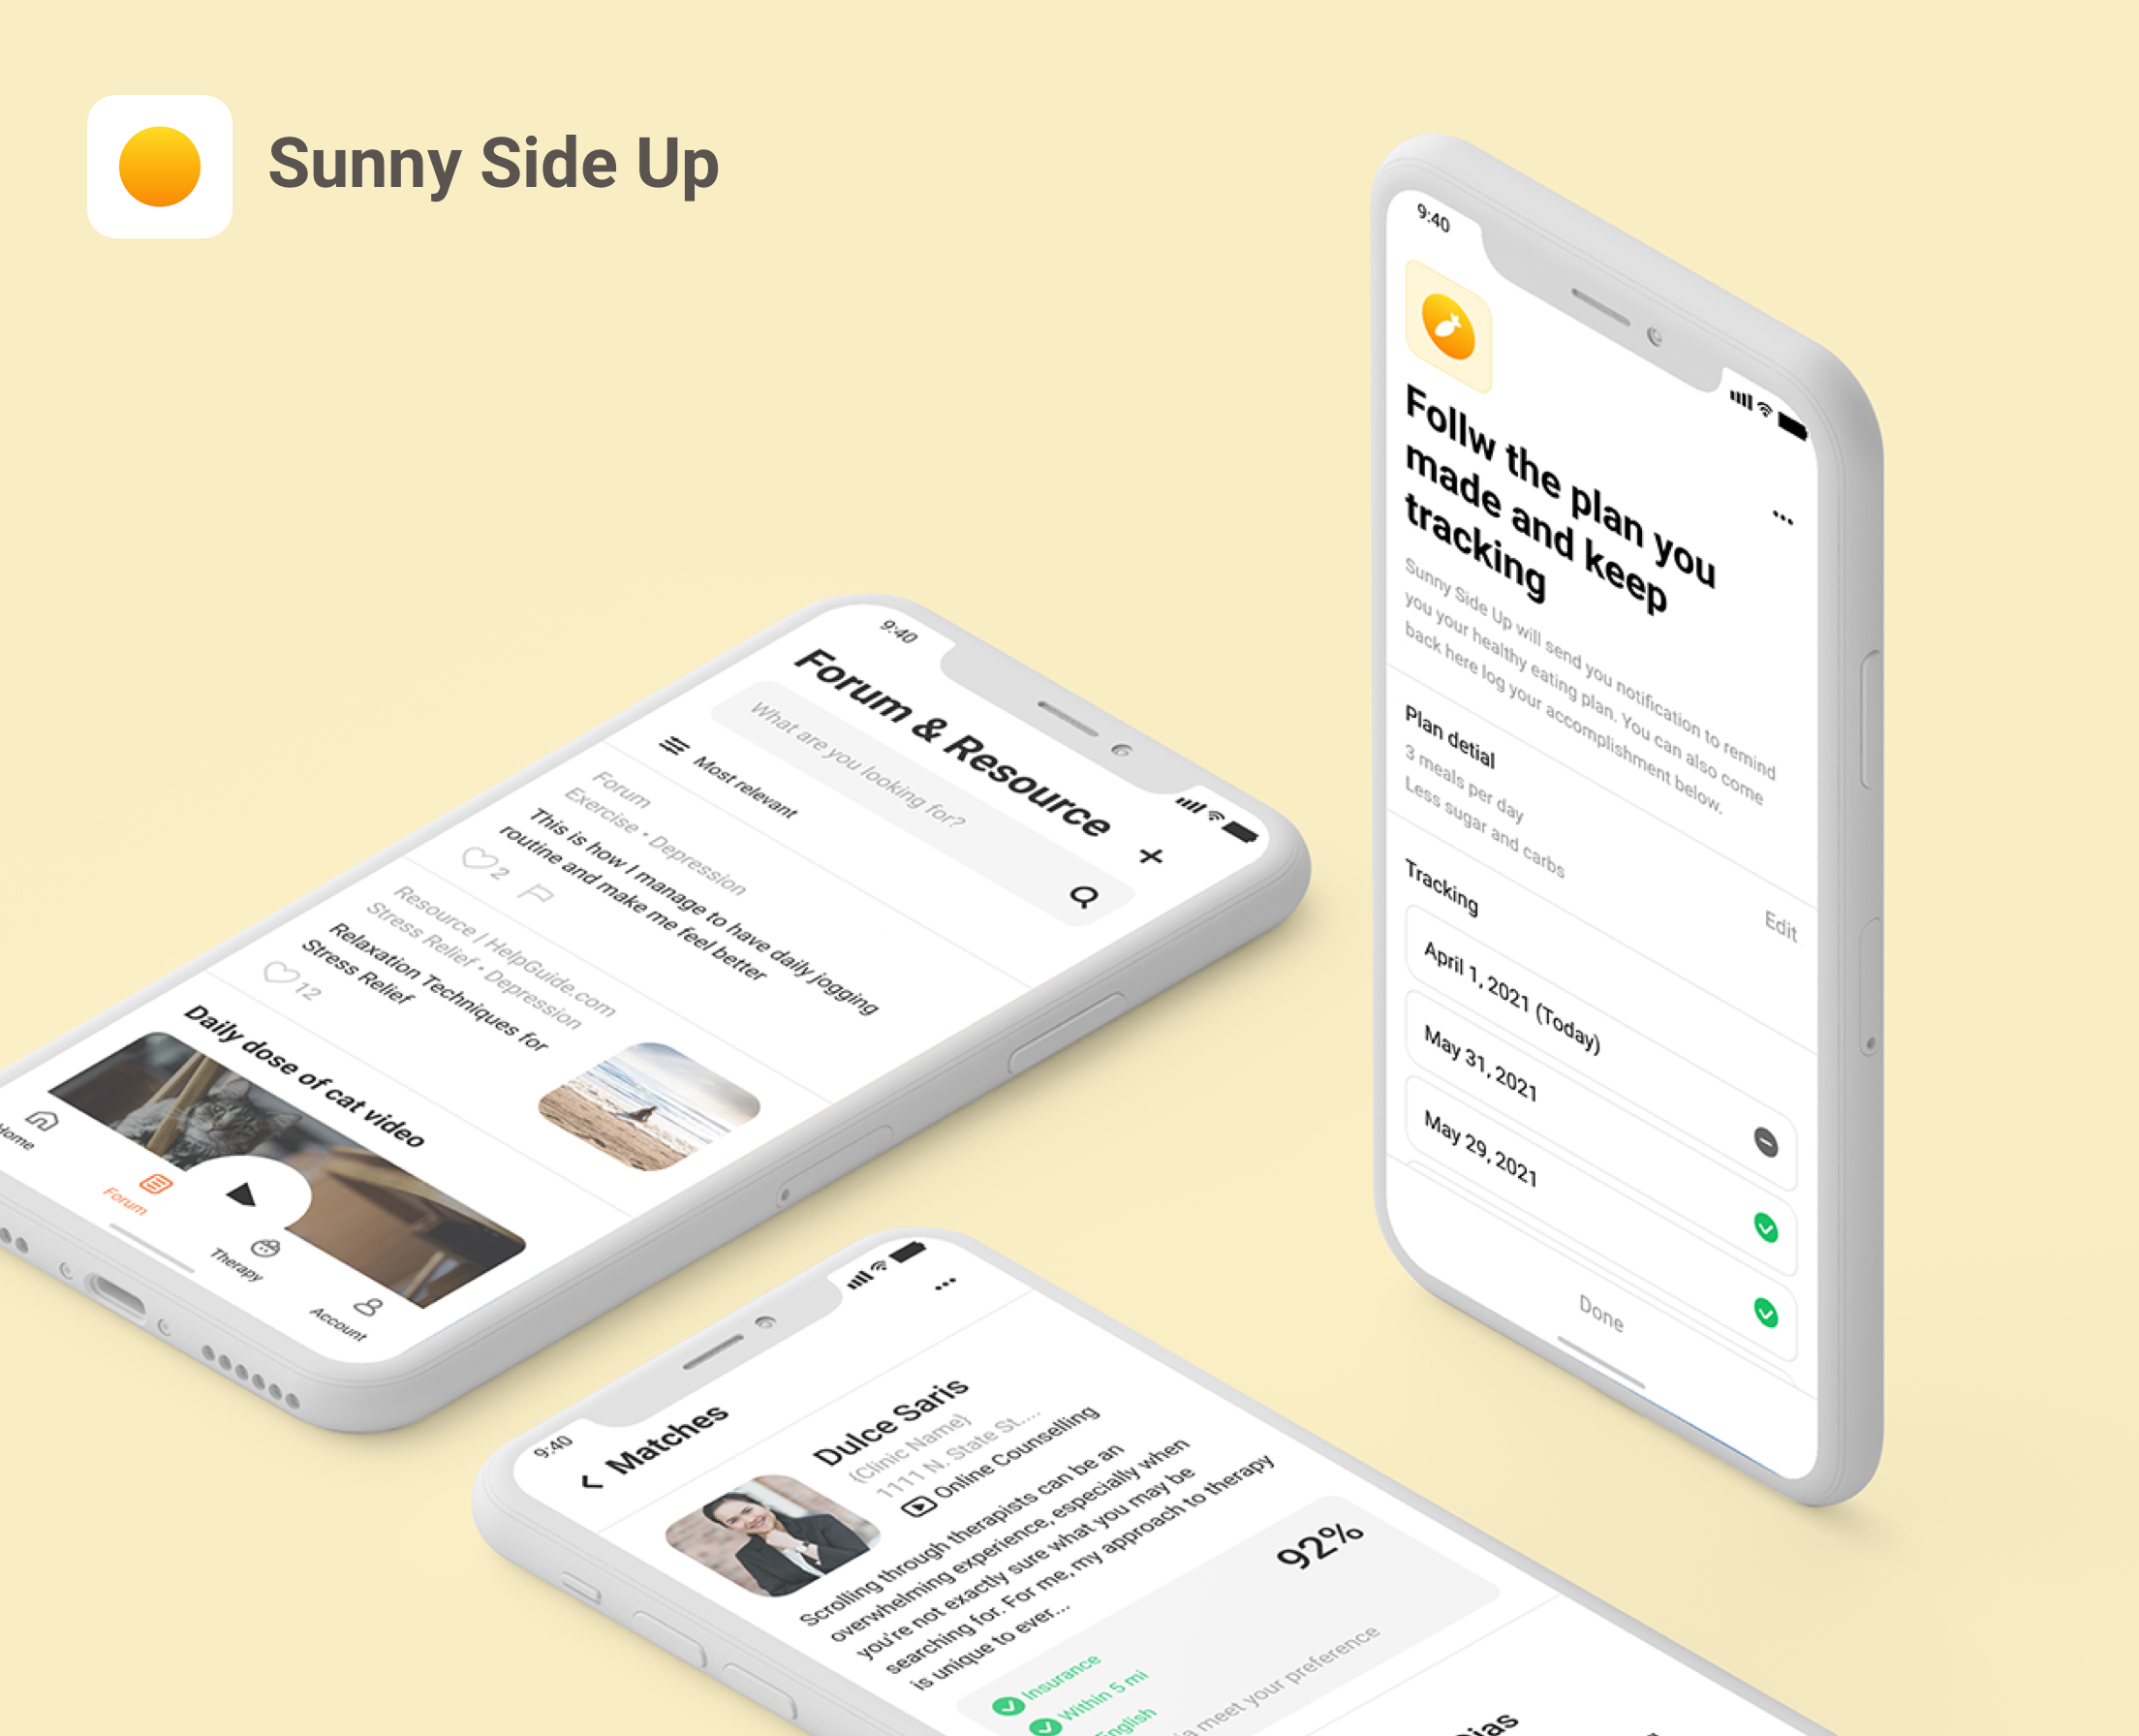 Sunny Side Up
9:40
Follw the plan you
made and keep
tracking
Sunny Side Up will send you notification to remind
you your healthy eating plan. You can also come
back here log your accomplishment below.
Plan detial
3 meals per day
Less sugar and carbs
Edit
Tracking
April 1, 2021 (Today)
May 31, 2021
May 29, 2021
Done
9:40
Forum & Resource
What are you looking for?
Most relevant
Forum
Exercise • Depression
This is how I manage to have daily jogging
routine and make me feel better
2
Resource | HelpGuide.com
Stress Relief • Depression
Relaxation Techniques for
Stress Relief
12
Daily dose of cat video
Home
Forum
Therapy
Account
9:40
Matches
Dulce Saris
{Clinic Name}
1111 N. State St.....
Online Counselling
Scrolling through therapists can be an
overwhelming experience, especially when
you're not exactly sure what you may be
searching for. For me, my approach to therapy
is unique to ever...
92%
Insurance
Within 5 mi
English
meet your preference